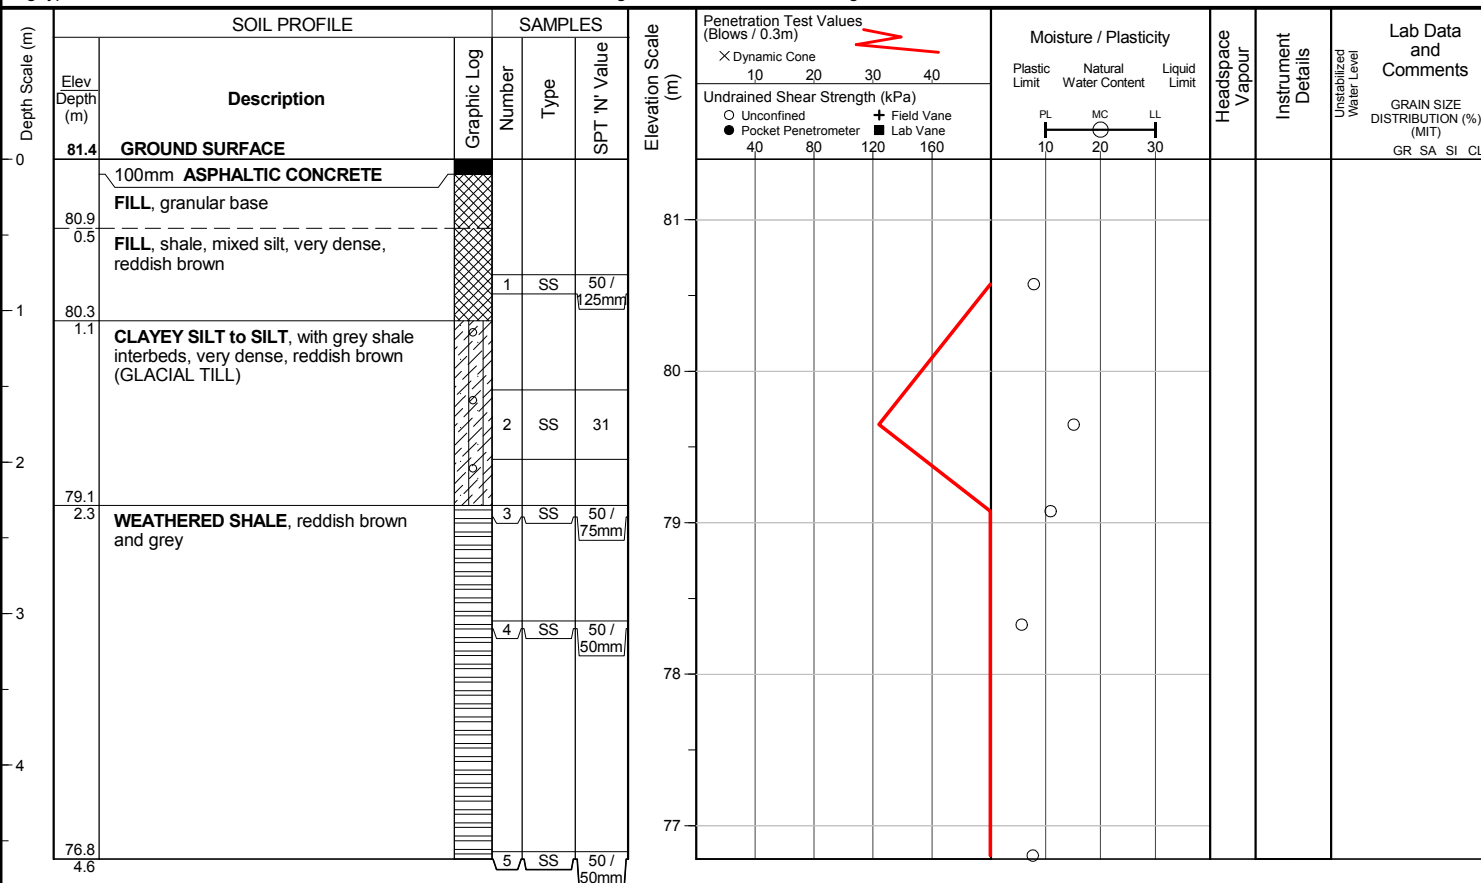 SOIL PROFILE
SAMPLES
Depth Scale (m)
Elev
Depth
(m)
Description
Graphic Log
Number
Type
SPT 'N' Value
Elevation Scale
(m)
Penetration Test Values
(Blows / 0.3m)
Dynamic Cone
10 20 30 40
Undrained Shear Strength (kPa)
Unconfined
Field Vane
Pocket Penetrometer
Lab Vane
40 80 120 160
Moisture / Plasticity
Plastic
Limit
Natural
Water Content
Liquid
Limit
PL MC LL
10 20 30
Headspace
Vapour
Instrument
Details
Unstabilized
Water Level
Lab Data
and
Comments
GRAIN SIZE
DISTRIBUTION (%)
(MIT)
GR SA SI CL
81.4 GROUND SURFACE
0
100mm ASPHALTIC CONCRETE
FILL, granular base
80.9
0.5
81
FILL, shale, mixed silt, very dense,
reddish brown
1 SS 50 /
125mm
1
80.3
1.1
CLAYEY SILT to SILT, with grey shale
interbeds, very dense, reddish brown
(GLACIAL TILL)
80
2 SS 31
2
79.1
2.3
WEATHERED SHALE, reddish brown
and grey
3 SS 50 /
75mm
79
3
4 SS 50 /
50mm
78
4
77
76.8
4.6
5 SS 50 /
50mm